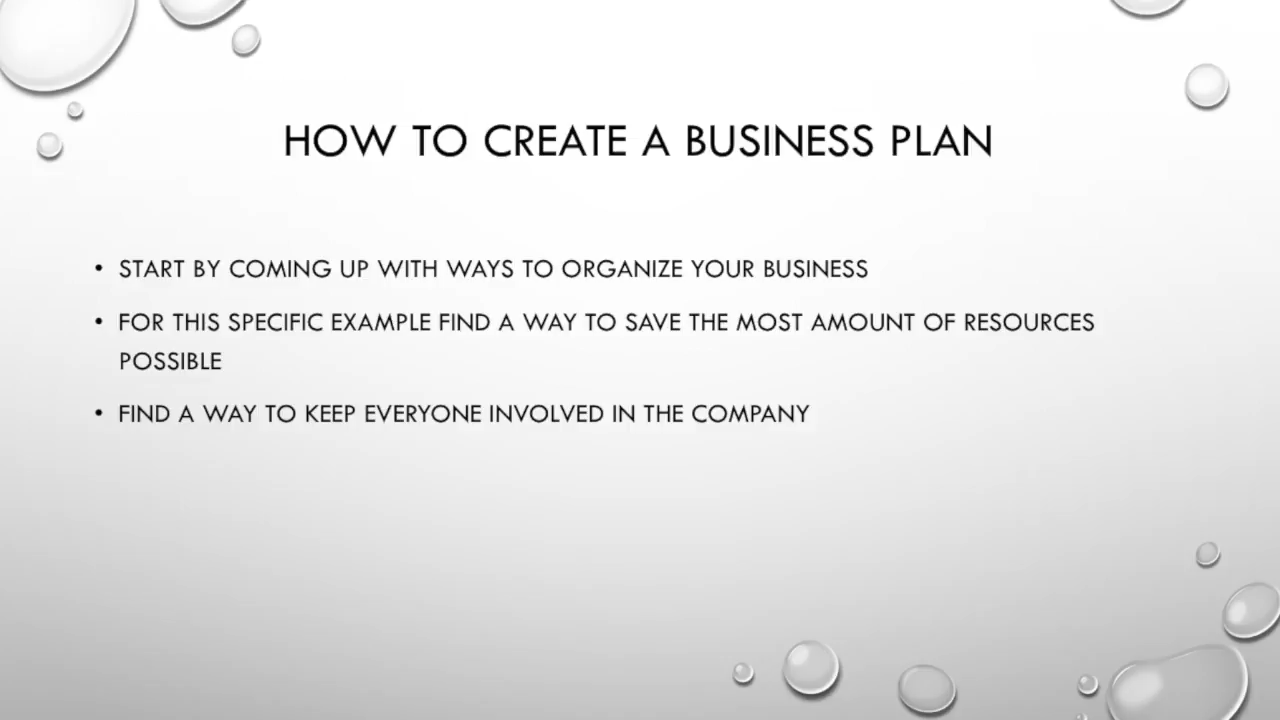 HOW TO CREATE A BUSINESS PLAN
• START BY COMING UP WITH WAYS TO ORGANIZE YOUR BUSINESS
• FOR THIS SPECIFIC EXAMPLE FIND A WAY TO SAVE THE MOST AMOUNT OF RESOURCES
POSSIBLE
• FIND A WAY TO KEEP EVERYONE INVOLVED IN THE COMPANY